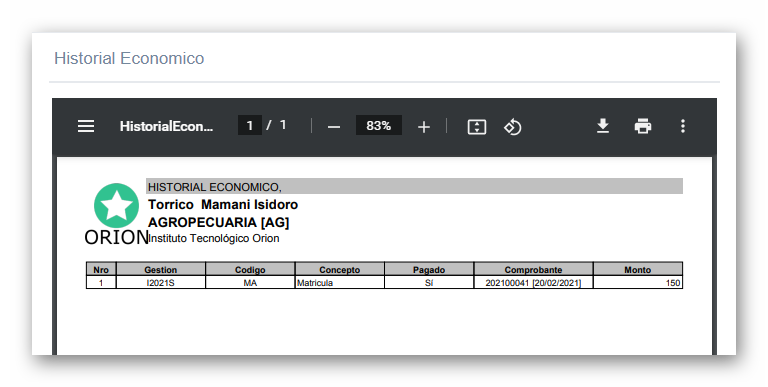 Historial Economico
HistorialEcon... 1 / 1 83%
HISTORIAL ECONOMICO,
Torrico Mamani Isidoro
AGROPECUARIA [AG]
ORION Instituto Tecnológico Orion
Nro Gestion Codigo Concepto Pagado Comprobante Monto
1 I2021S MA Matricula Sí 202100041 [20/02/2021] 150